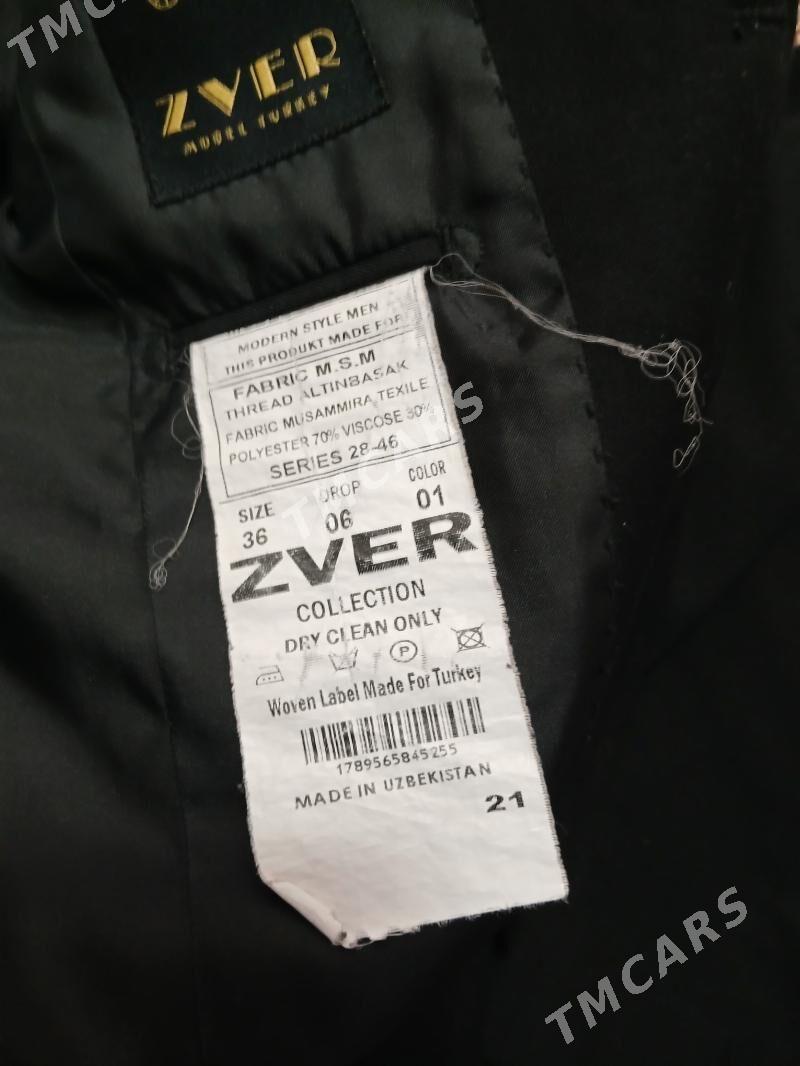 TMCARS
ZVER
MODEL TURKEY
MODERN STYLE MEN
THIS PRODUKT MADE FOR
FABRIC M.S.M
THREAD ALTINBASAK
FABRIC MUSAMMIRA TEXILE
POLYESTER 70% VISCOSE 30%
SERIES 28-46
SIZE DROP COLOR
36 06 01
ZVER
COLLECTION
DRY CLEAN ONLY
P
Woven Label Made For Turkey
1789565845255
MADE IN UZBEKISTAN
21
TMCARS
TMCARS